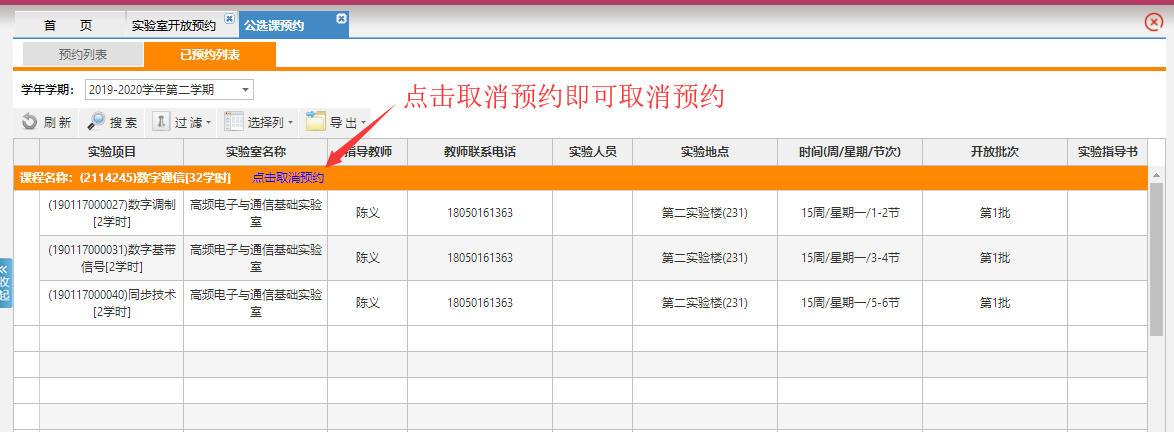 首 页 实验室开放预约 公选课预约
预约列表 已预约列表
学年学期: 2019-2020学年第二学期
点击取消预约即可取消预约
刷新 搜索 过滤 选择列 导出
实验项目 实验室名称 指导教师 教师联系电话 实验人员 实验地点 时间(周/星期/节次) 开放批次 实验指导书
课程名称: (2114245)数字通信[32学时] 点击取消预约
(190117000027)数字调制 高频电子与通信基础实验 陈义 18050161363 第二实验楼(231) 15周/星期一/1-2节 第1批
[2学时] 室
(190117000031)数字基带 高频电子与通信基础实验 陈义 18050161363 第二实验楼(231) 15周/星期一/3-4节 第1批
信号[2学时] 室
(190117000040)同步技术 高频电子与通信基础实验 陈义 18050161363 第二实验楼(231) 15周/星期一/5-6节 第1批
[2学时] 室
收起